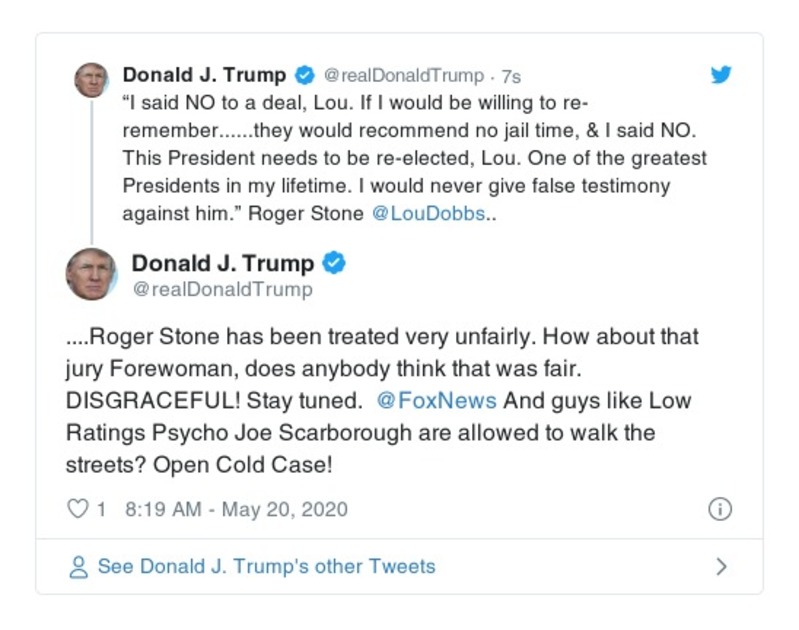 Donald J. Trump @realDonaldTrump · 7s
“I said NO to a deal, Lou. If I would be willing to re-
remember......they would recommend no jail time, & I said NO.
This President needs to be re-elected, Lou. One of the greatest
Presidents in my lifetime. I would never give false testimony
against him.” Roger Stone @LouDobbs..
Donald J. Trump
@realDonaldTrump
....Roger Stone has been treated very unfairly. How about that
jury Forewoman, does anybody think that was fair.
DISGRACEFUL! Stay tuned. @FoxNews And guys like Low
Ratings Psycho Joe Scarborough are allowed to walk the
streets? Open Cold Case!
1 8:19 AM - May 20, 2020
See Donald J. Trump's other Tweets